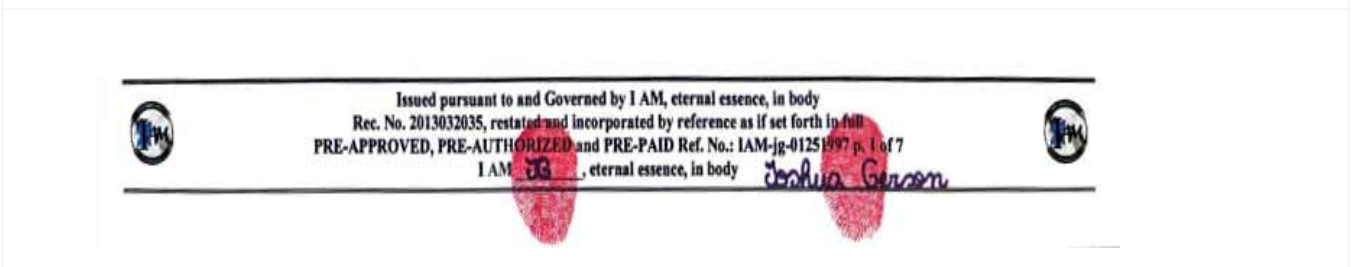 Issued pursuant to and Governed by I AM, eternal essence, in body
Rec. No. 2013032035, restated and incorporated by reference as if set forth in full
PRE-APPROVED, PRE-AUTHORIZED and PRE-PAID Ref. No.: IAM-jg-01251997 p. 1 of 7
I AM JG, eternal essence, in body Joshua Gerson